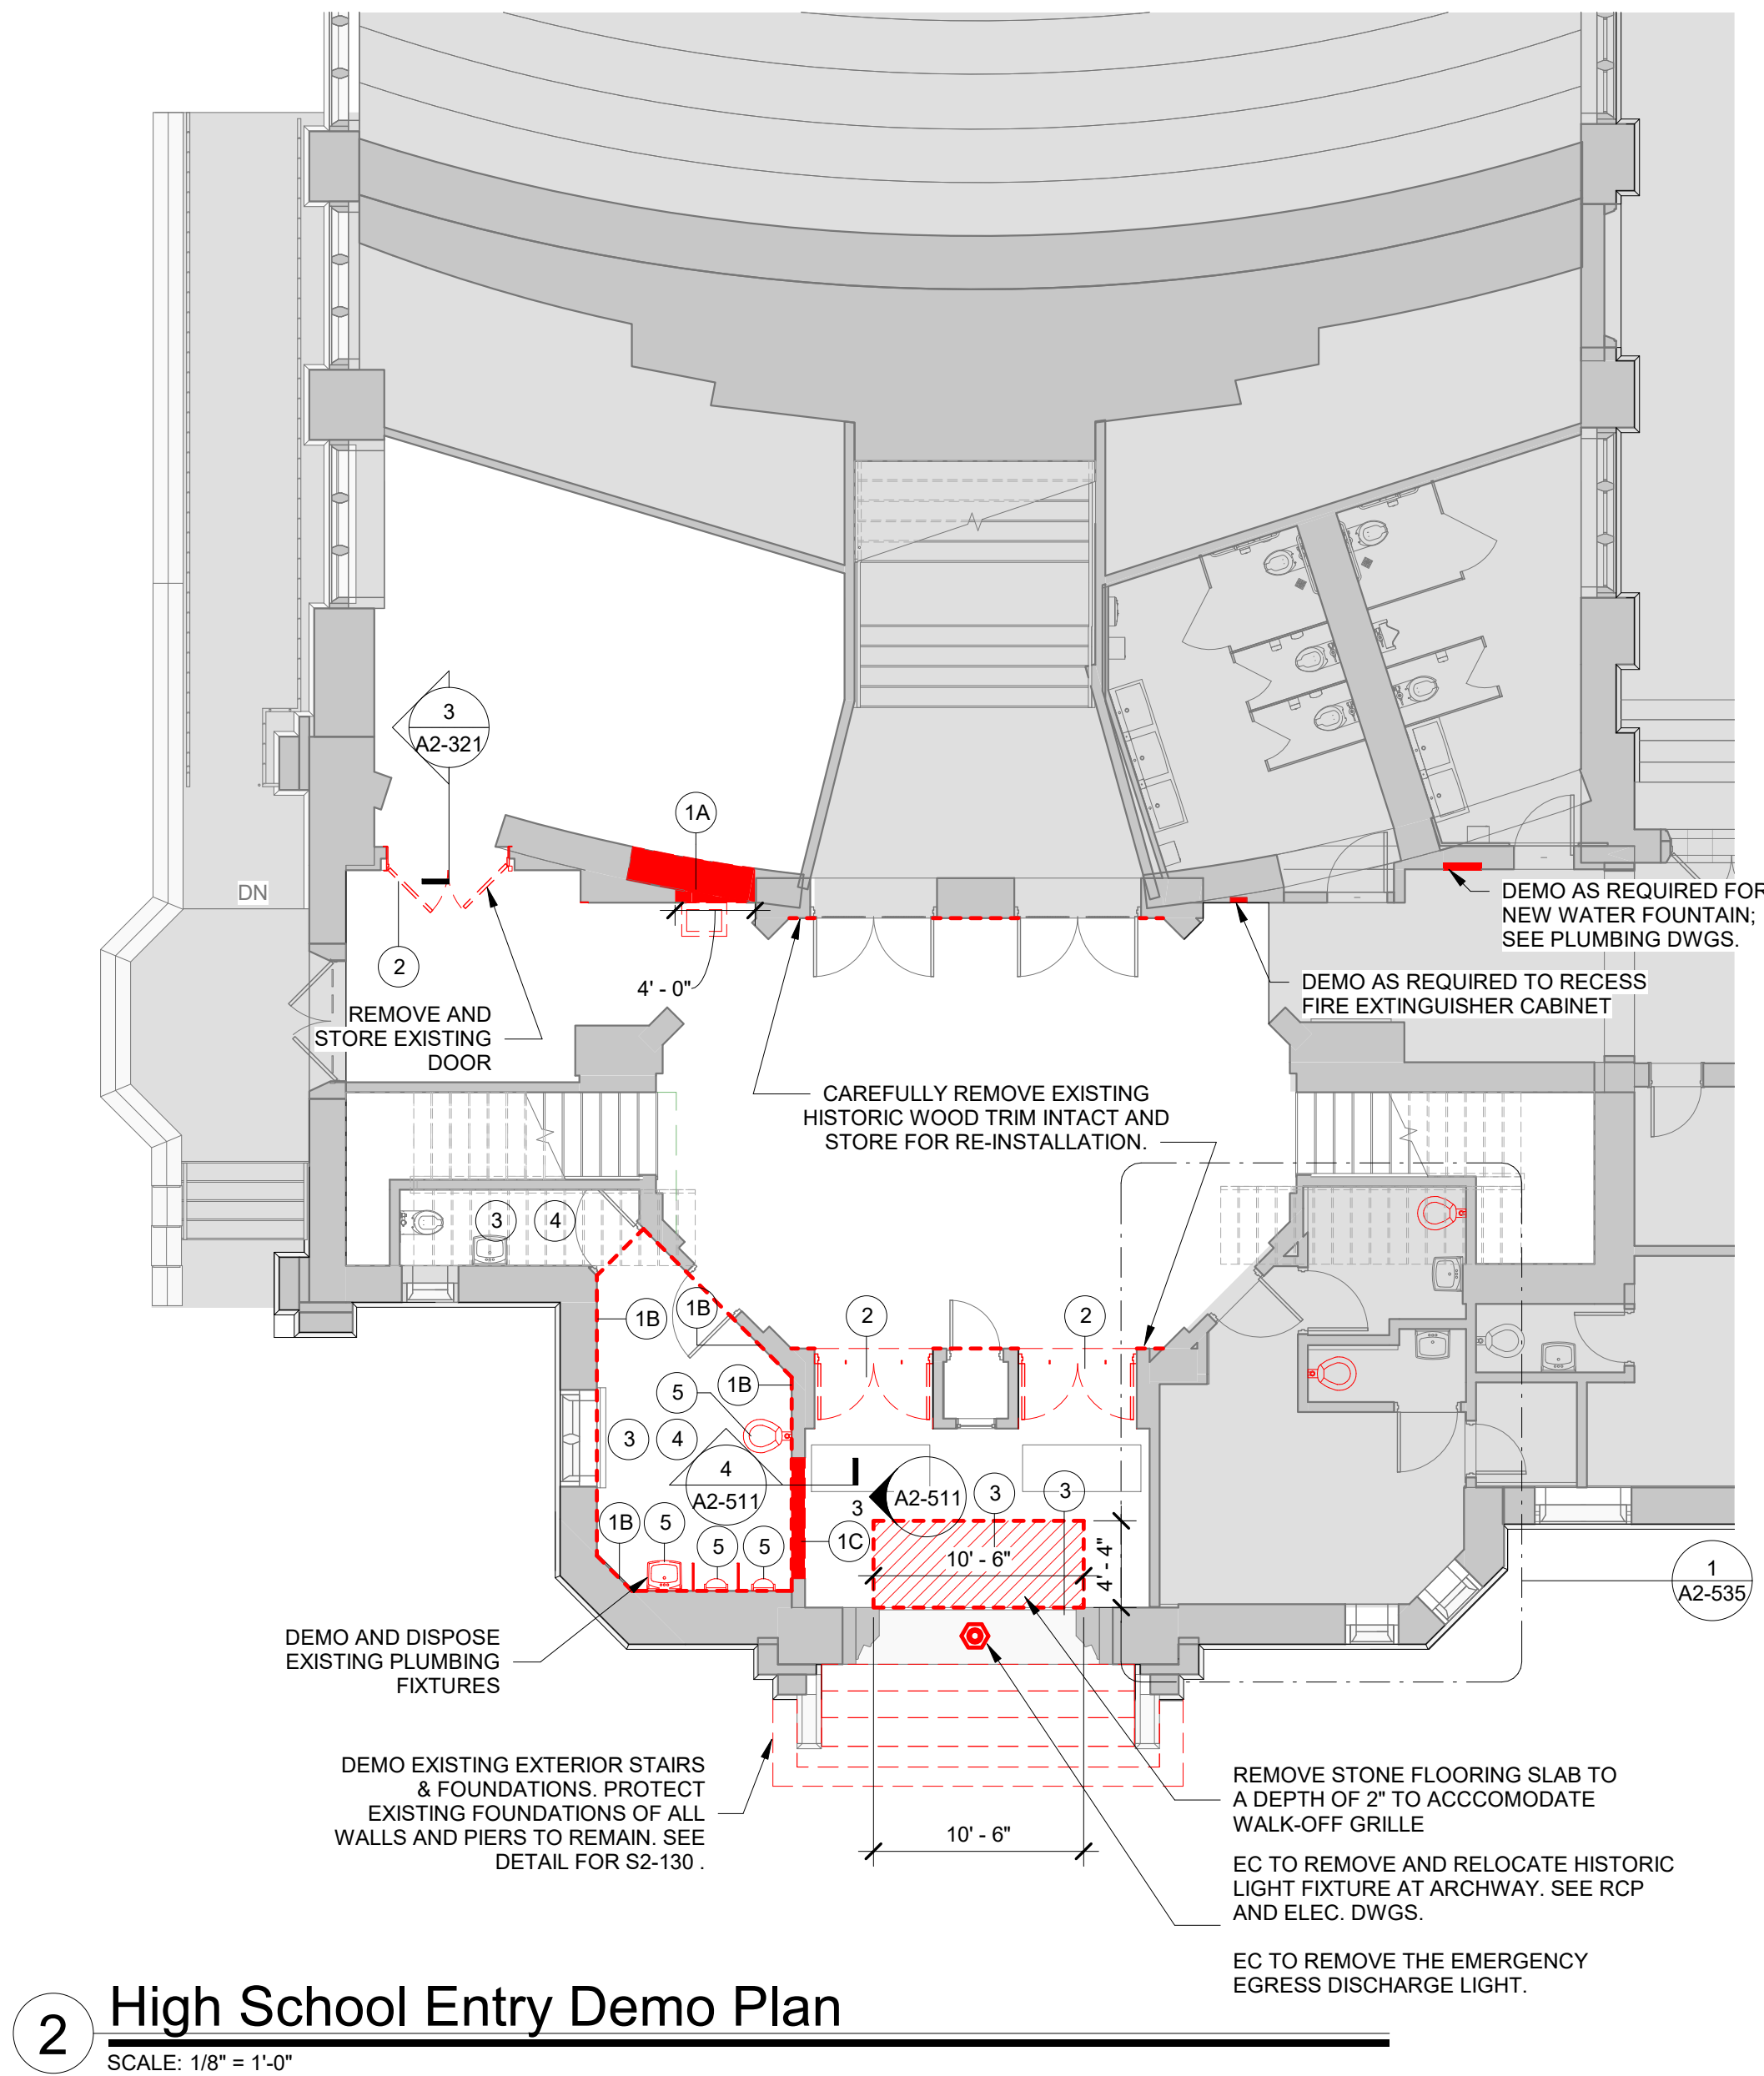 3
A2-321
1A
DN
2
4' - 0"
REMOVE AND
STORE EXISTING
DOOR
DEMO AS REQUIRED FOR
NEW WATER FOUNTAIN;
SEE PLUMBING DWGS.
DEMO AS REQUIRED TO RECESS
FIRE EXTINGUISHER CABINET
CAREFULLY REMOVE EXISTING
HISTORIC WOOD TRIM INTACT AND
STORE FOR RE-INSTALLATION.
3
4
1B
1B
2
2
1B
5
3
4
4
A2-511
3
A2-511
3
3
1B
5
5
5
1C
10' - 6"
4' - 4"
1
A2-535
DEMO AND DISPOSE
EXISTING PLUMBING
FIXTURES
DEMO EXISTING EXTERIOR STAIRS
& FOUNDATIONS. PROTECT
EXISTING FOUNDATIONS OF ALL
WALLS AND PIERS TO REMAIN. SEE
DETAIL FOR S2-130 .
10' - 6"
REMOVE STONE FLOORING SLAB TO
A DEPTH OF 2" TO ACCCOMODATE
WALK-OFF GRILLE
EC TO REMOVE AND RELOCATE HISTORIC
LIGHT FIXTURE AT ARCHWAY. SEE RCP
AND ELEC. DWGS.
EC TO REMOVE THE EMERGENCY
EGRESS DISCHARGE LIGHT.
2
High School Entry Demo Plan
SCALE: 1/8" = 1'-0"